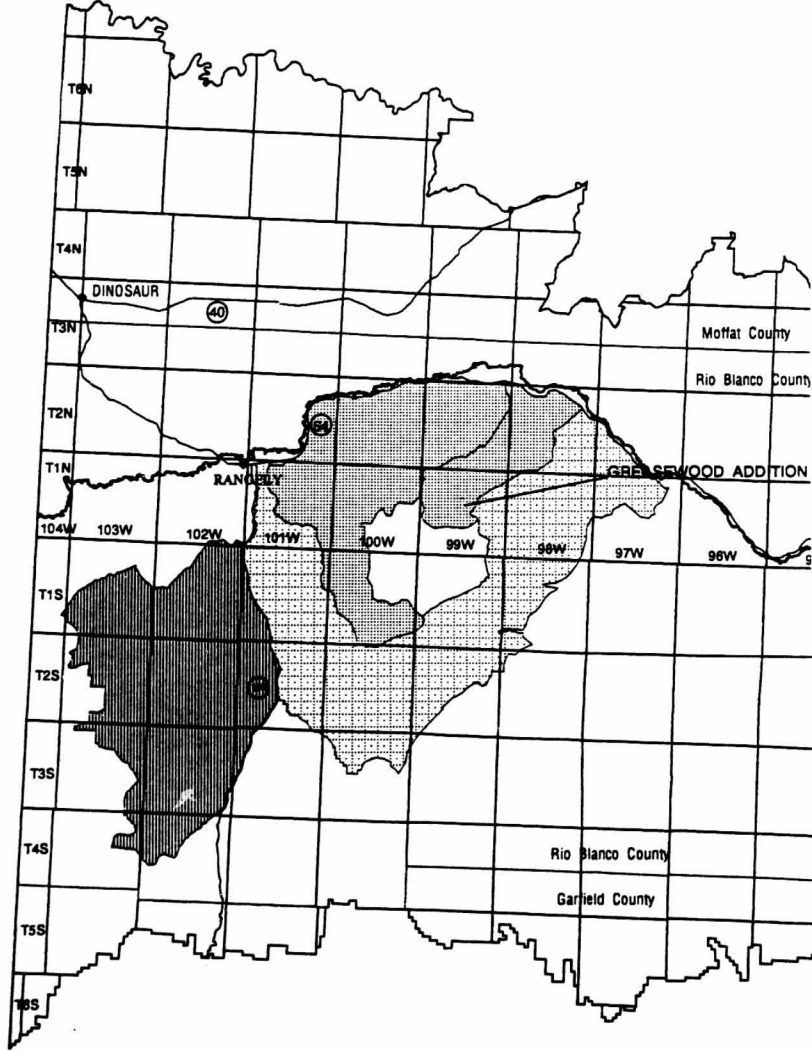 T6N
T5N
T4N
DINOSAUR
40
T3N
Moffat County
Rio Blanco County
T2N
64
T1N
RANGELY
GREASEWOOD ADDITION
104W 103W 102W 101W 100W 99W 98W 97W 96W 9
T1S
T2S
T3S
T4S
Rio Blanco County
Garfield County
T5S
T6S